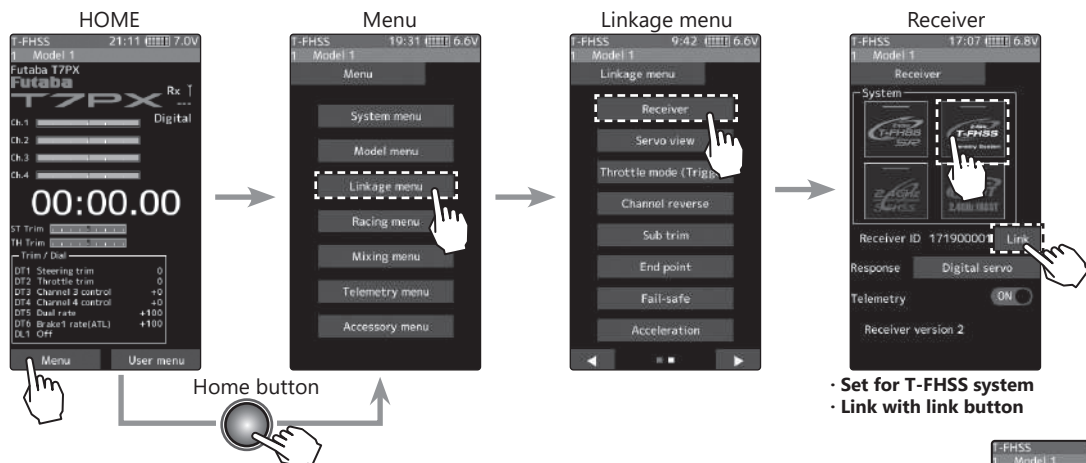 HOME
T-FHSS 21:11 7.0V
1 Model 1
Futaba T7PX
Futaba
T7PX
Rx
---
Digital
Ch.1
Ch.2
Ch.3
Ch.4
00:00.00
ST Trim
TH Trim
Trim / Dial
DT1 Steering trim 0
DT2 Throttle trim 0
DT3 Channel 3 control +0
DT4 Channel 4 control +0
DT5 Dual rate +100
DT6 Brake1 rate(ATL) +100
DL1 Off
Menu User menu
Home button
Menu
T-FHSS 19:31 6.6V
1 Model 1
Menu
System menu
Model menu
Linkage menu
Racing menu
Mixing menu
Telemetry menu
Accessory menu
Linkage menu
T-FHSS 9:42 6.6V
1 Model 1
Linkage menu
Receiver
Servo view
Throttle mode (Trigg
Channel reverse
Sub trim
End point
Fail-safe
Acceleration
Receiver
T-FHSS 17:07 6.8V
1 Model 1
Receiver
System
T-FHSS
SR
T-FHSS
Receiver ID 171900001 Link
Response Digital servo
Telemetry ON
Receiver version 2
· Set for T-FHSS system
· Link with link button
T-FHSS
1 Model 1